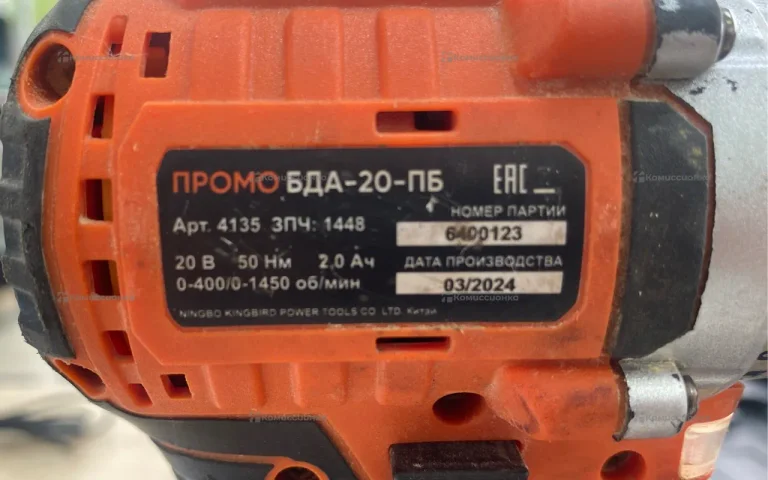 ПРОМО БДА-20-ПБ
EAC
Арт. 4135 ЗПЧ: 1448
НОМЕР ПАРТИИ
6400123
20 В 50 Нм 2.0 Ач
ДАТА ПРОИЗВОДСТВА
0-400/0-1450 об/мин
03/2024
NINGBO KINGBIRD POWER TOOLS CO. LTD. Китай
Комиссионка